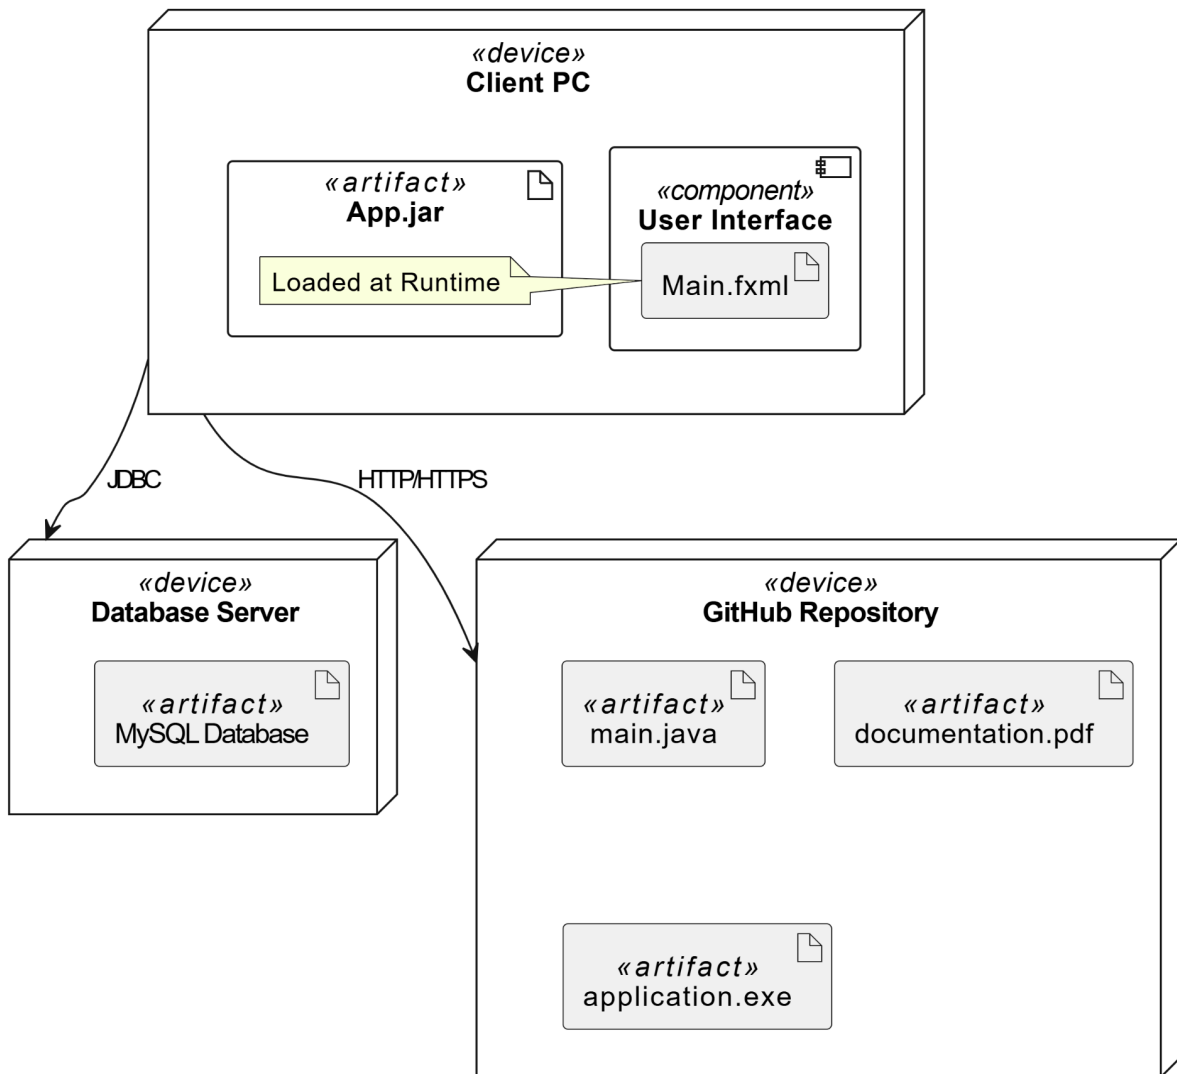 «device»
Client PC
«artifact»
App.jar
Loaded at Runtime
«component»
User Interface
Main.fxml
JDBC
HTTP/HTTPS
«device»
Database Server
«artifact»
MySQL Database
«device»
GitHub Repository
«artifact»
main.java
«artifact»
documentation.pdf
«artifact»
application.exe